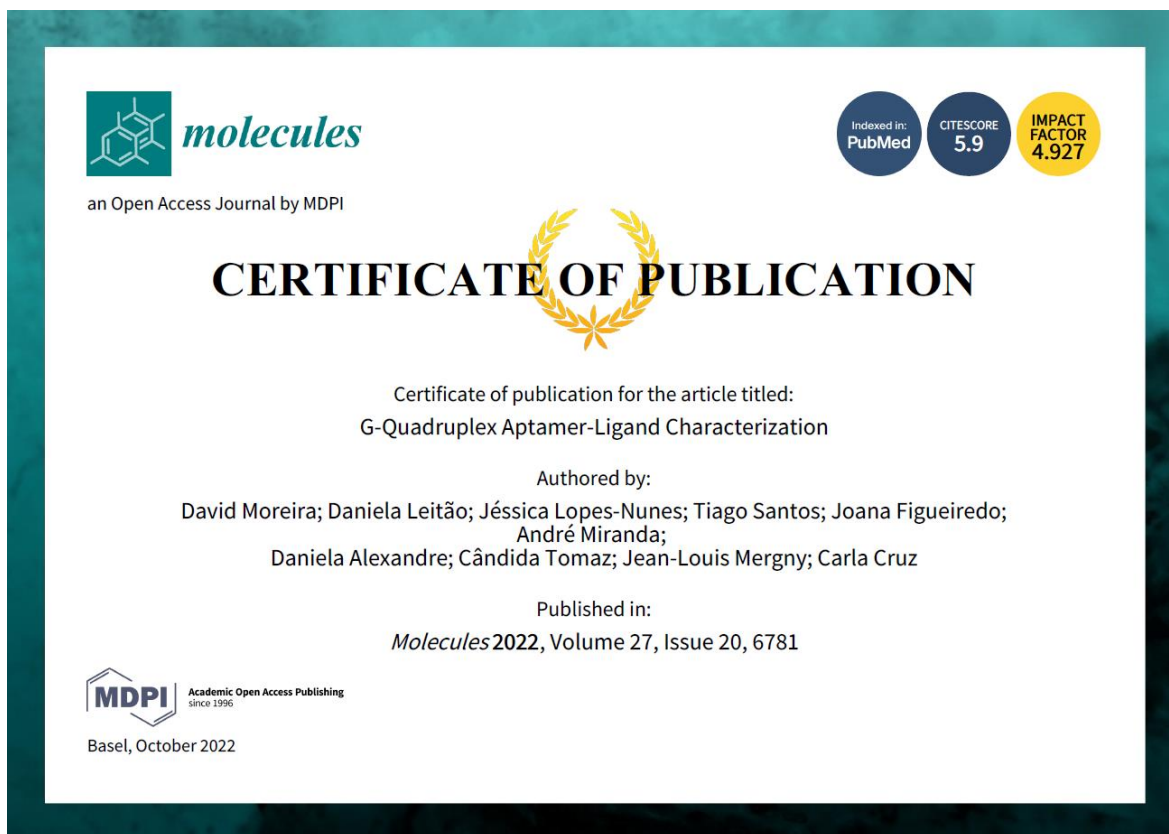 molecules
an Open Access Journal by MDPI
Indexed in:
PubMed
CITESCORE
5.9
IMPACT
FACTOR
4.927
CERTIFICATE OF PUBLICATION
Certificate of publication for the article titled:
G-Quadruplex Aptamer-Ligand Characterization
Authored by:
David Moreira; Daniela Leitão; Jéssica Lopes-Nunes; Tiago Santos; Joana Figueiredo;
André Miranda;
Daniela Alexandre; Cândida Tomaz; Jean-Louis Mergny; Carla Cruz
Published in:
Molecules 2022, Volume 27, Issue 20, 6781
MDPI
Academic Open Access Publishing
since 1996
Basel, October 2022